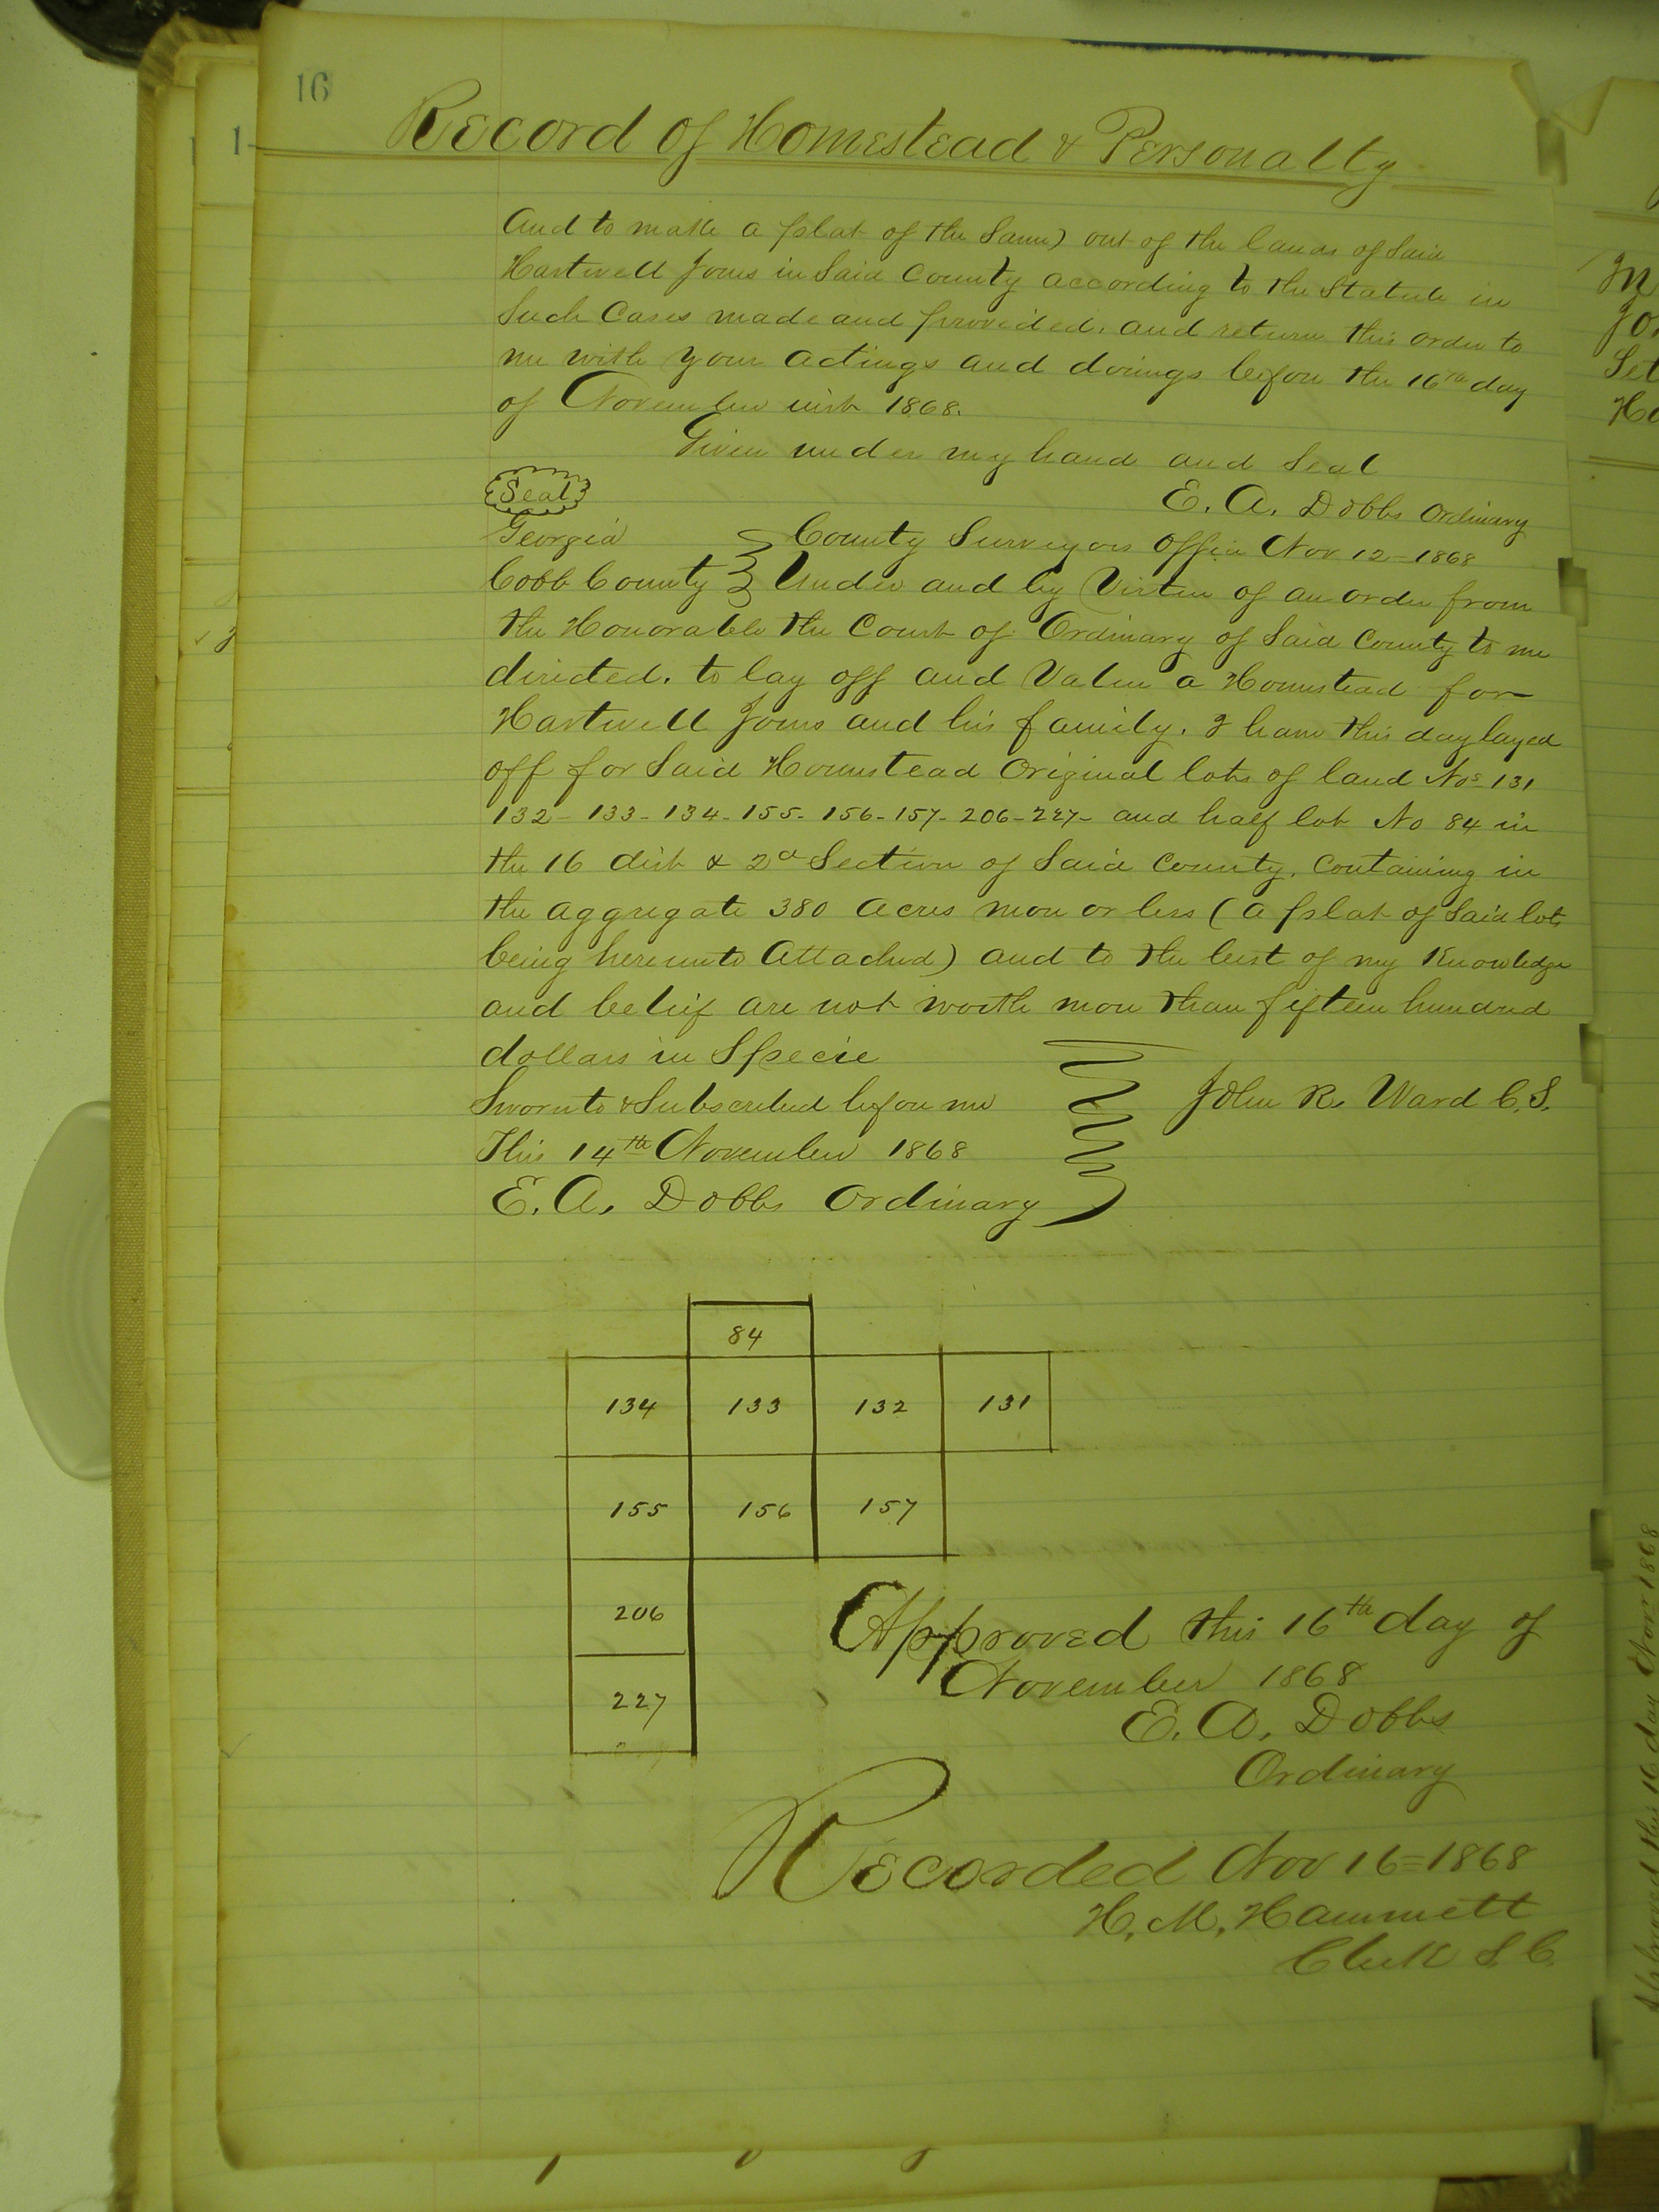 16
Record of Homestead & Personalty
And to make a plat of the Same) out of the lands of Said
Hartwell Jones in Said County according to the Statute in
Such Cases made and provided. and return this order to
me with your actings and doings before the 16th day
of November inst 1868.
Given under my hand and Seal
Seal
E. A. Dobbs Ordinary
Georgia County Surveyors Office Nov 12-1868
Cobb County Under and by Virtue of an order from
the Honorable the Court of Ordinary of Said County to me
directed. to lay off and Value a Homestead for
Hartwell Jones and his family. I have this day layed
off for Said Homestead Original lots of land Nos 131
132-133-134-155-156-157-206-227- and half lot No 84 in
the 16 dist & 2d Section of Said County, Containing in
the aggregate 380 Acres more or less (a plat of Said lots
being hereunto Attached) and to the best of my Knowledge
and belief are not worth more than fifteen hundred
dollars in Specie
Sworn to & Subscribed before me
John R. Ward C.S.
This 14th November 1868
E. A. Dobbs Ordinary
84
134 133 132 131
155 156 157
206
227
Approved this 16th day of
November 1868
E. A. Dobbs
Ordinary
Recorded Nov 16=1868
H. M. Hammett
Clerk S.C.